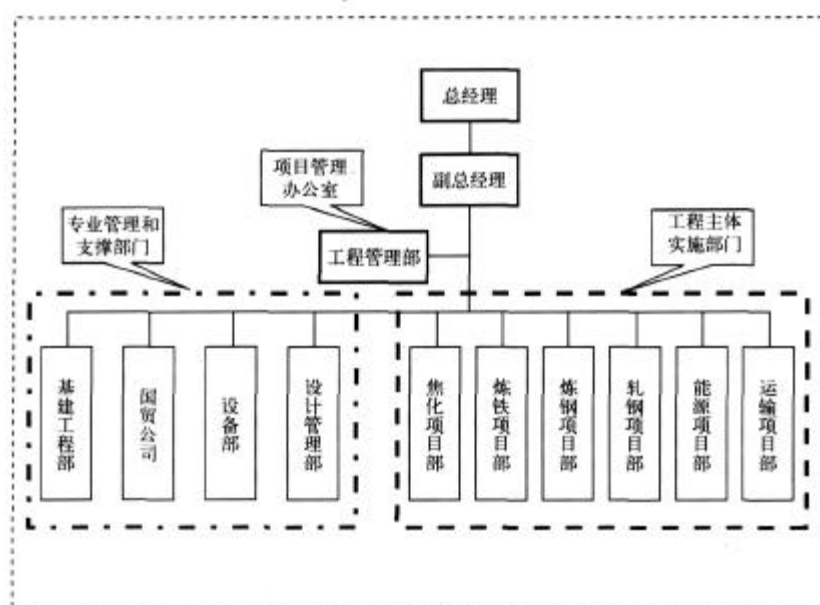 总经理
项目管理
办公室
副总经理
专业管理和
支撑部门
工程管理部
工程主体
实施部门
基建工程部
国贸公司
设备部
设计管理部
焦化项目部
炼铁项目部
炼钢项目部
轧钢项目部
能源项目部
运输项目部